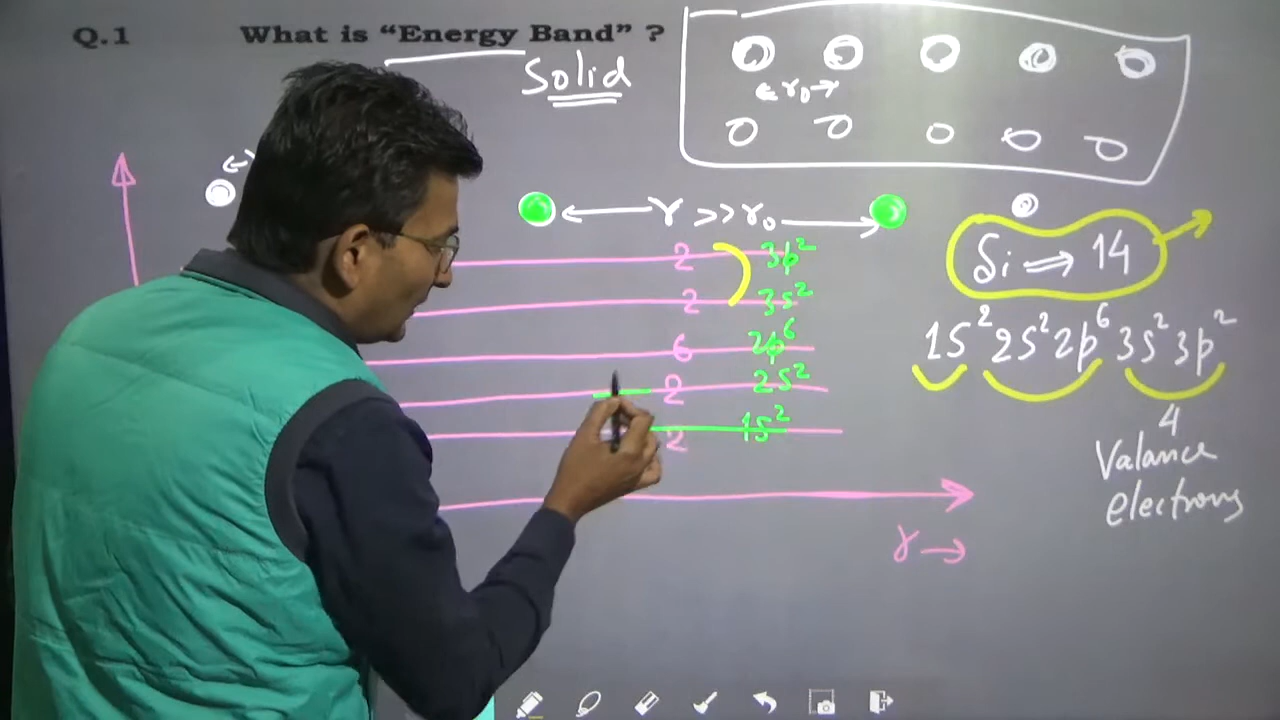 Q.1 What is “Energy Band” ?
Solid
r₀
r >> r₀
2 3p²
2 3s²
6 2p⁶
2 2s²
2 1s²
r →
Si ⇒ 14
1s² 2s² 2p⁶ 3s² 3p²
4
Valance
electrons